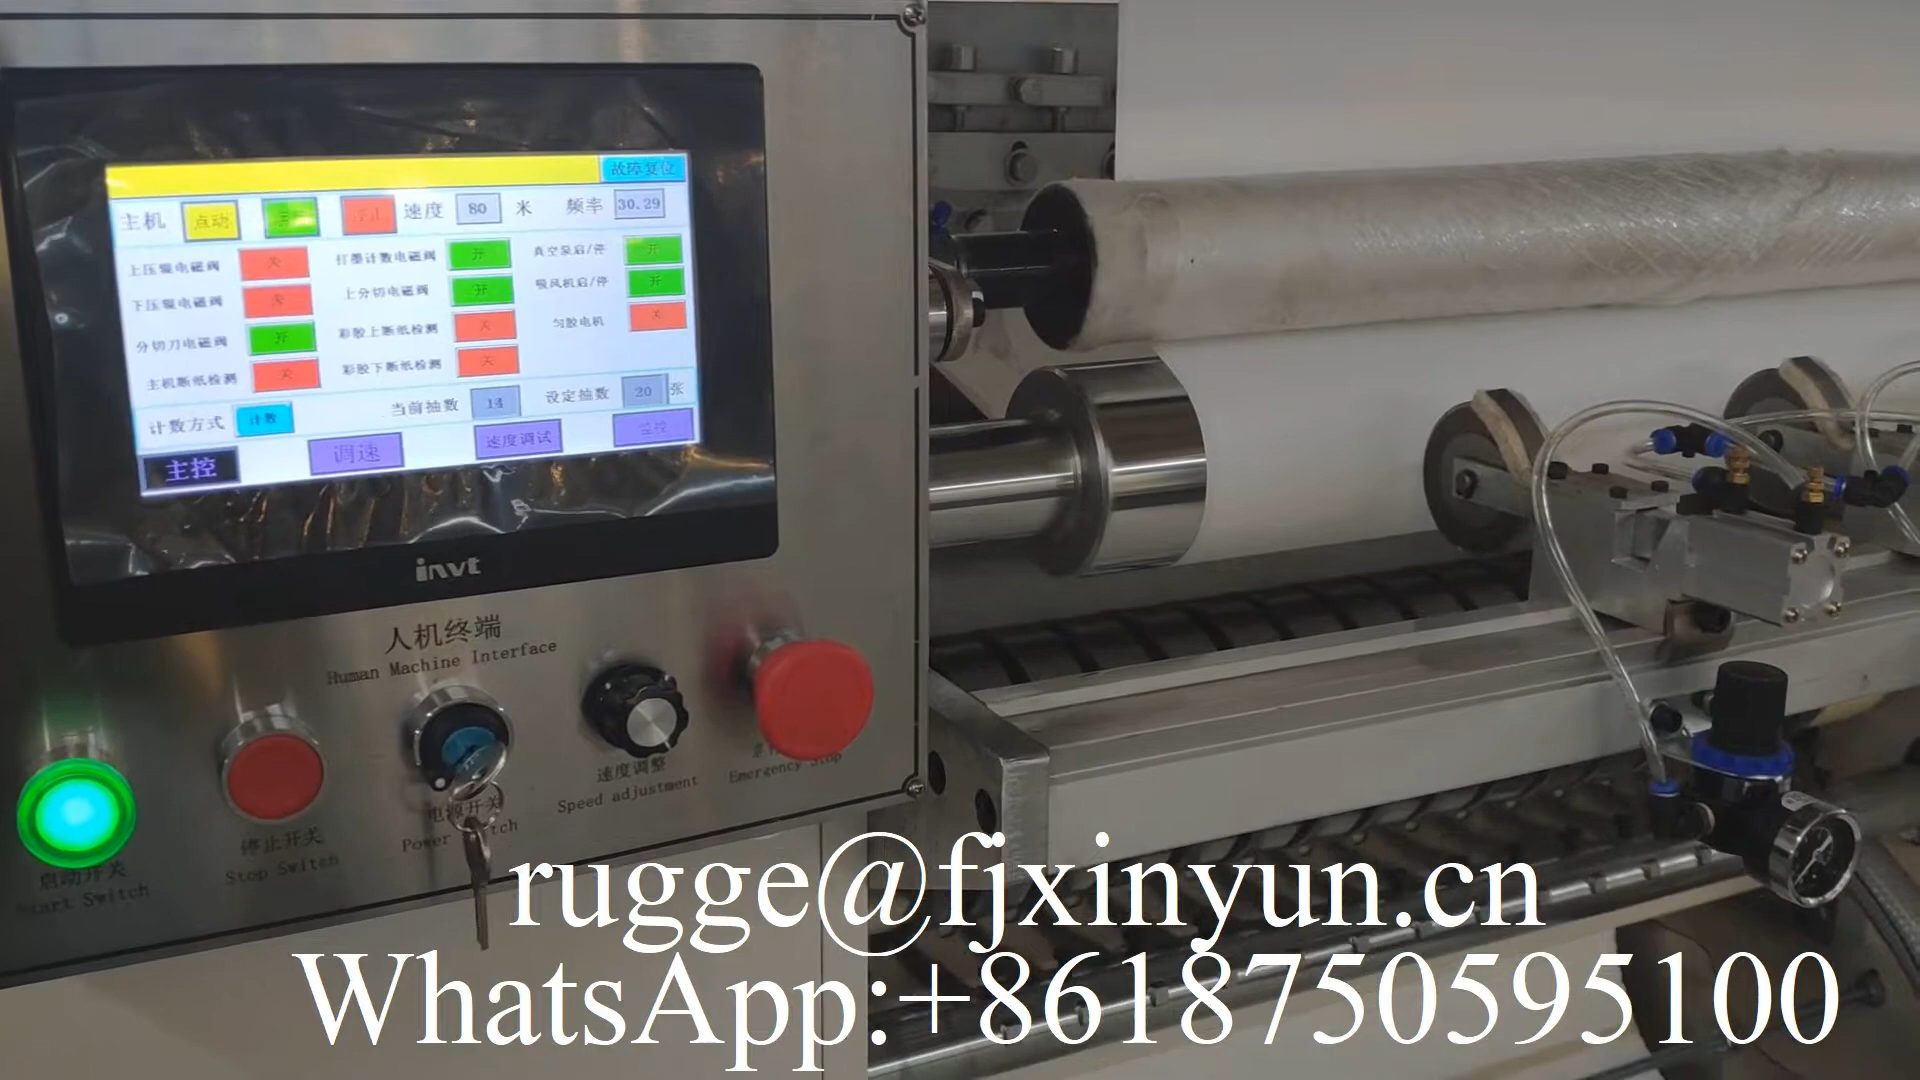 故障复位
主机 点动 停止 速度 80 米 频率 30.29
上压辊电磁阀 关 打墨计数电磁阀 开 真空泵启/停 开
下压辊电磁阀 关 上分切电磁阀 开 吸风机启/停 开
分切刀电磁阀 开 彩胶上断纸检测 关 匀胶电机 关
主机断纸检测 关 彩胶下断纸检测 关
计数方式 计数 当前抽数 设定抽数 20 张
主控 调速 速度调试 监控
invt
人机终端
Human Machine Interface
启动开关
Start Switch
停止开关
Stop Switch
电源开关
Power
速度调整
Speed adjustment
Emergency Stop
rugge@fjxinyun.cn
WhatsApp:+8618750595100